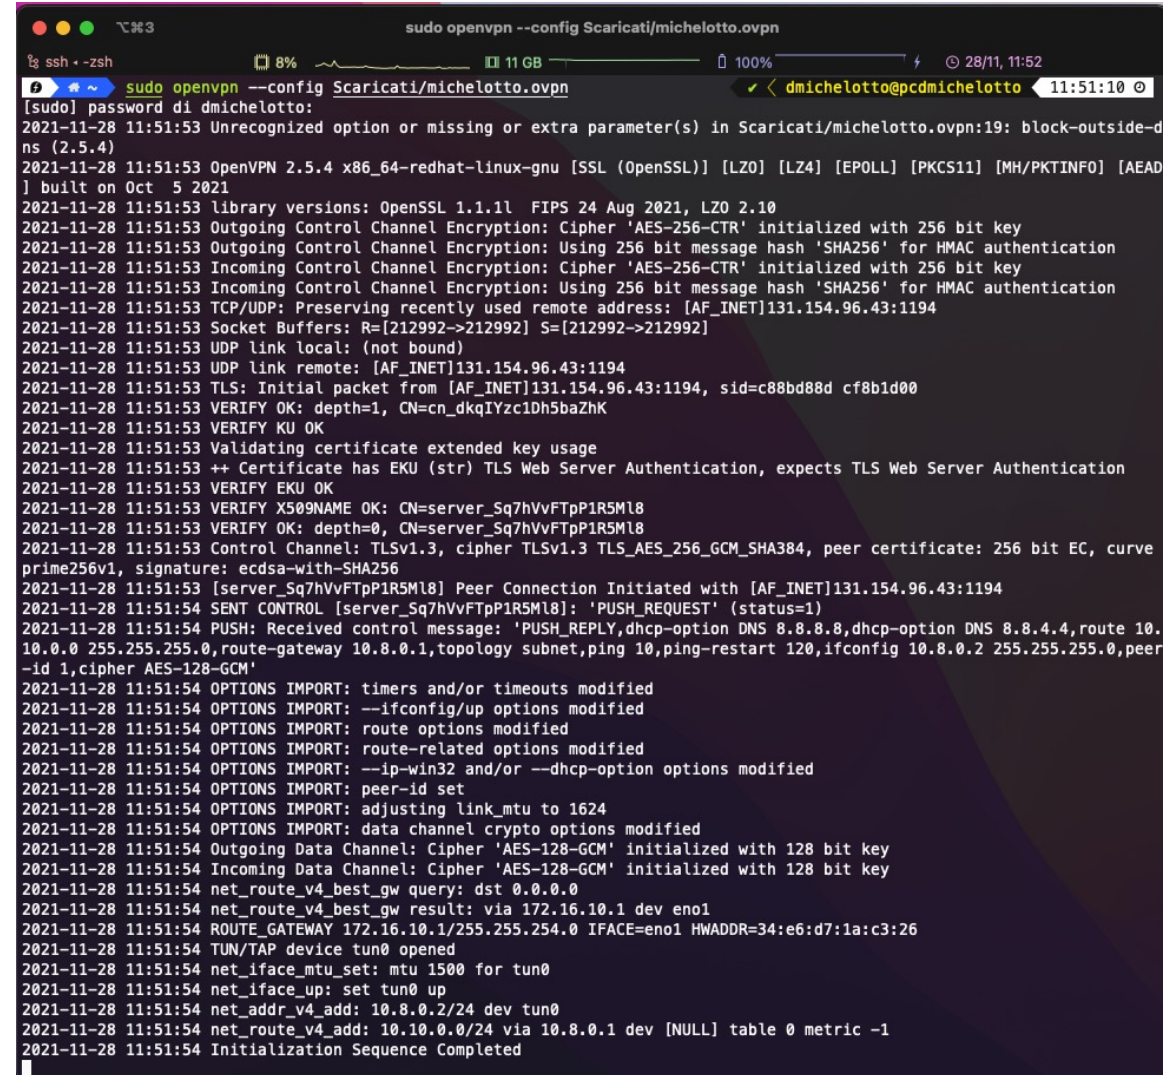 ⌥⌘3 sudo openvpn --config Scaricati/michelotto.ovpn
ssh • -zsh 8% 11 GB 100% 28/11, 11:52
~ sudo openvpn --config Scaricati/michelotto.ovpn ✔ dmichelotto@pcdmichelotto 11:51:10
[sudo] password di dmichelotto:
2021-11-28 11:51:53 Unrecognized option or missing or extra parameter(s) in Scaricati/michelotto.ovpn:19: block-outside-d
ns (2.5.4)
2021-11-28 11:51:53 OpenVPN 2.5.4 x86_64-redhat-linux-gnu [SSL (OpenSSL)] [LZO] [LZ4] [EPOLL] [PKCS11] [MH/PKTINFO] [AEAD
] built on Oct  5 2021
2021-11-28 11:51:53 library versions: OpenSSL 1.1.1l  FIPS 24 Aug 2021, LZO 2.10
2021-11-28 11:51:53 Outgoing Control Channel Encryption: Cipher 'AES-256-CTR' initialized with 256 bit key
2021-11-28 11:51:53 Outgoing Control Channel Encryption: Using 256 bit message hash 'SHA256' for HMAC authentication
2021-11-28 11:51:53 Incoming Control Channel Encryption: Cipher 'AES-256-CTR' initialized with 256 bit key
2021-11-28 11:51:53 Incoming Control Channel Encryption: Using 256 bit message hash 'SHA256' for HMAC authentication
2021-11-28 11:51:53 TCP/UDP: Preserving recently used remote address: [AF_INET]131.154.96.43:1194
2021-11-28 11:51:53 Socket Buffers: R=[212992->212992] S=[212992->212992]
2021-11-28 11:51:53 UDP link local: (not bound)
2021-11-28 11:51:53 UDP link remote: [AF_INET]131.154.96.43:1194
2021-11-28 11:51:53 TLS: Initial packet from [AF_INET]131.154.96.43:1194, sid=c88bd88d cf8b1d00
2021-11-28 11:51:53 VERIFY OK: depth=1, CN=cn_dkqIYzc1Dh5baZhK
2021-11-28 11:51:53 VERIFY KU OK
2021-11-28 11:51:53 Validating certificate extended key usage
2021-11-28 11:51:53 ++ Certificate has EKU (str) TLS Web Server Authentication, expects TLS Web Server Authentication
2021-11-28 11:51:53 VERIFY EKU OK
2021-11-28 11:51:53 VERIFY X509NAME OK: CN=server_Sq7hVvFTpP1R5Ml8
2021-11-28 11:51:53 VERIFY OK: depth=0, CN=server_Sq7hVvFTpP1R5Ml8
2021-11-28 11:51:53 Control Channel: TLSv1.3, cipher TLSv1.3 TLS_AES_256_GCM_SHA384, peer certificate: 256 bit EC, curve
prime256v1, signature: ecdsa-with-SHA256
2021-11-28 11:51:53 [server_Sq7hVvFTpP1R5Ml8] Peer Connection Initiated with [AF_INET]131.154.96.43:1194
2021-11-28 11:51:54 SENT CONTROL [server_Sq7hVvFTpP1R5Ml8]: 'PUSH_REQUEST' (status=1)
2021-11-28 11:51:54 PUSH: Received control message: 'PUSH_REPLY,dhcp-option DNS 8.8.8.8,dhcp-option DNS 8.8.4.4,route 10.
10.0.0 255.255.255.0,route-gateway 10.8.0.1,topology subnet,ping 10,ping-restart 120,ifconfig 10.8.0.2 255.255.255.0,peer
-id 1,cipher AES-128-GCM'
2021-11-28 11:51:54 OPTIONS IMPORT: timers and/or timeouts modified
2021-11-28 11:51:54 OPTIONS IMPORT: --ifconfig/up options modified
2021-11-28 11:51:54 OPTIONS IMPORT: route options modified
2021-11-28 11:51:54 OPTIONS IMPORT: route-related options modified
2021-11-28 11:51:54 OPTIONS IMPORT: --ip-win32 and/or --dhcp-option options modified
2021-11-28 11:51:54 OPTIONS IMPORT: peer-id set
2021-11-28 11:51:54 OPTIONS IMPORT: adjusting link_mtu to 1624
2021-11-28 11:51:54 OPTIONS IMPORT: data channel crypto options modified
2021-11-28 11:51:54 Outgoing Data Channel: Cipher 'AES-128-GCM' initialized with 128 bit key
2021-11-28 11:51:54 Incoming Data Channel: Cipher 'AES-128-GCM' initialized with 128 bit key
2021-11-28 11:51:54 net_route_v4_best_gw query: dst 0.0.0.0
2021-11-28 11:51:54 net_route_v4_best_gw result: via 172.16.10.1 dev eno1
2021-11-28 11:51:54 ROUTE_GATEWAY 172.16.10.1/255.255.254.0 IFACE=eno1 HWADDR=34:e6:d7:1a:c3:26
2021-11-28 11:51:54 TUN/TAP device tun0 opened
2021-11-28 11:51:54 net_iface_mtu_set: mtu 1500 for tun0
2021-11-28 11:51:54 net_iface_up: set tun0 up
2021-11-28 11:51:54 net_addr_v4_add: 10.8.0.2/24 dev tun0
2021-11-28 11:51:54 net_route_v4_add: 10.10.0.0/24 via 10.8.0.1 dev [NULL] table 0 metric -1
2021-11-28 11:51:54 Initialization Sequence Completed